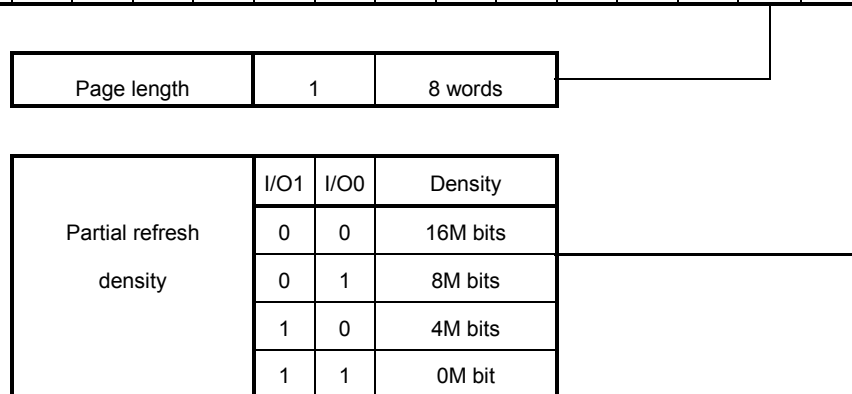 Page length 1 8 words
I/O1 I/O0 Density
Partial refresh 0 0 16M bits
density 0 1 8M bits
1 0 4M bits
1 1 0M bit